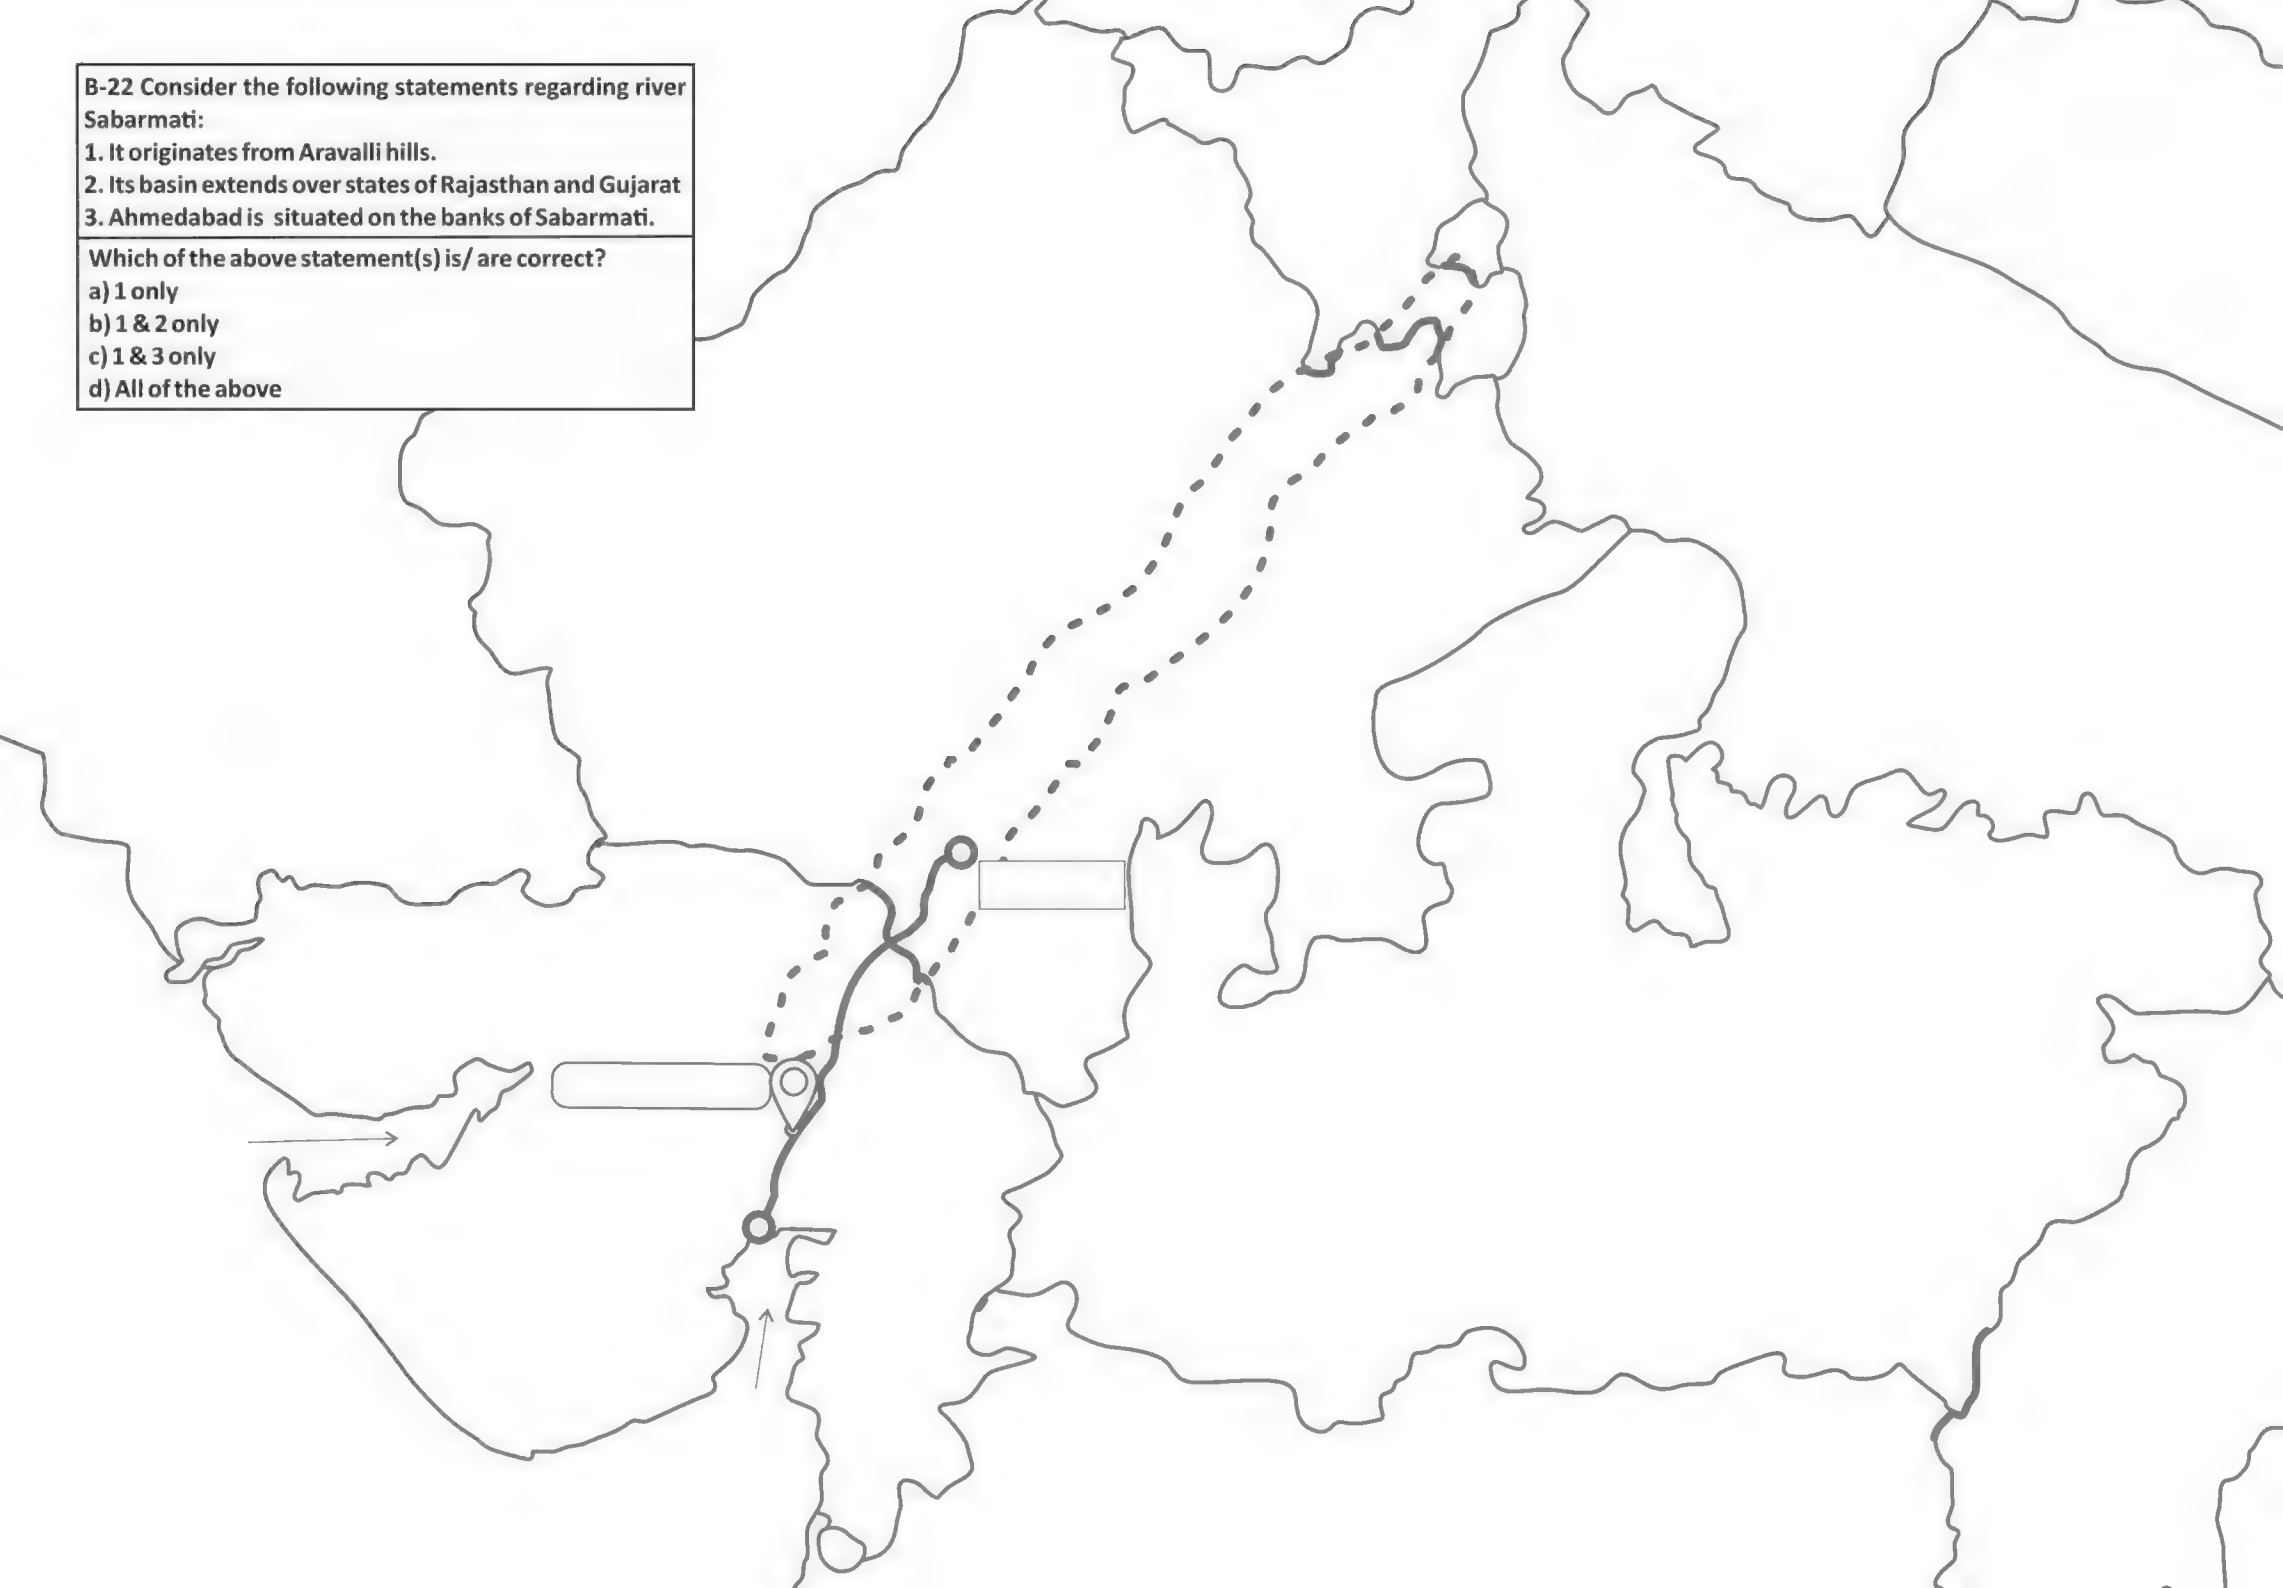 B-22 Consider the following statements regarding river
Sabarmati:
1. It originates from Aravalli hills.
2. Its basin extends over states of Rajasthan and Gujarat
3. Ahmedabad is situated on the banks of Sabarmati.
Which of the above statement(s) is/ are correct?
a) 1 only
b) 1 & 2 only
c) 1 & 3 only
d) All of the above